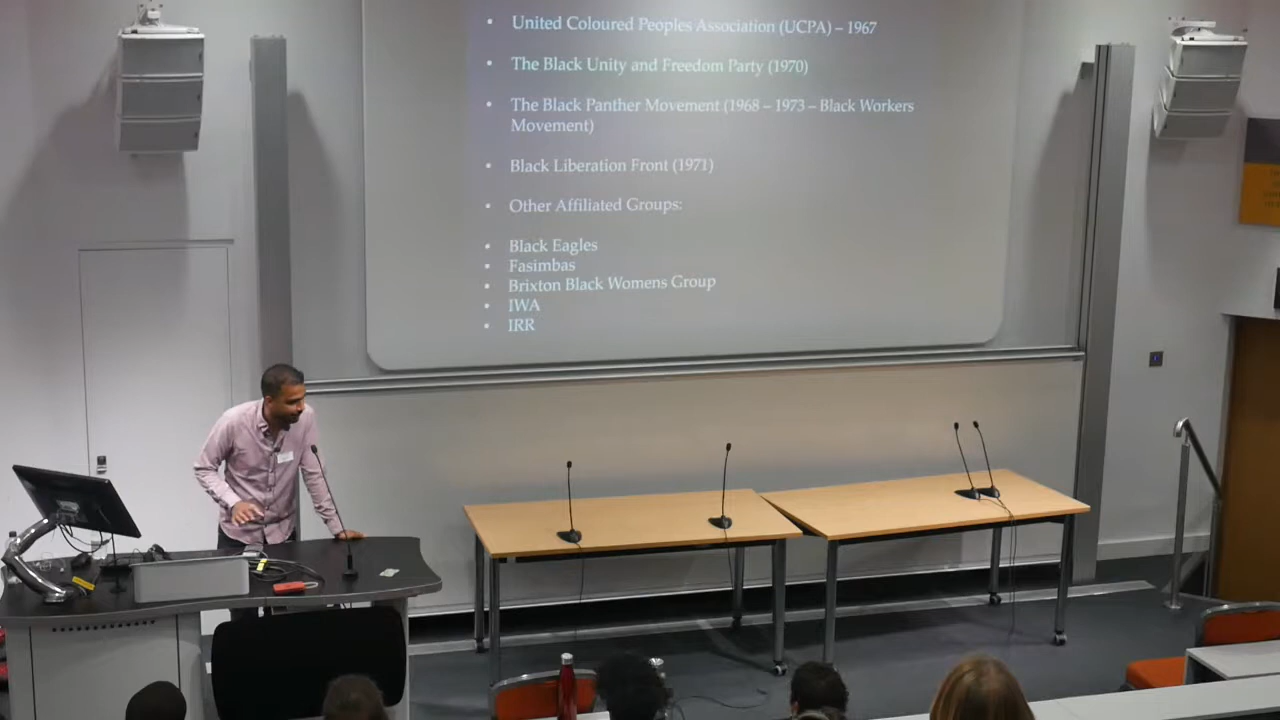 • United Coloured Peoples Association (UCPA) – 1967
• The Black Unity and Freedom Party (1970)
• The Black Panther Movement (1968 – 1973 – Black Workers
Movement)
• Black Liberation Front (1971)
• Other Affiliated Groups:
• Black Eagles
• Fasimbas
• Brixton Black Womens Group
• IWA
• IRR